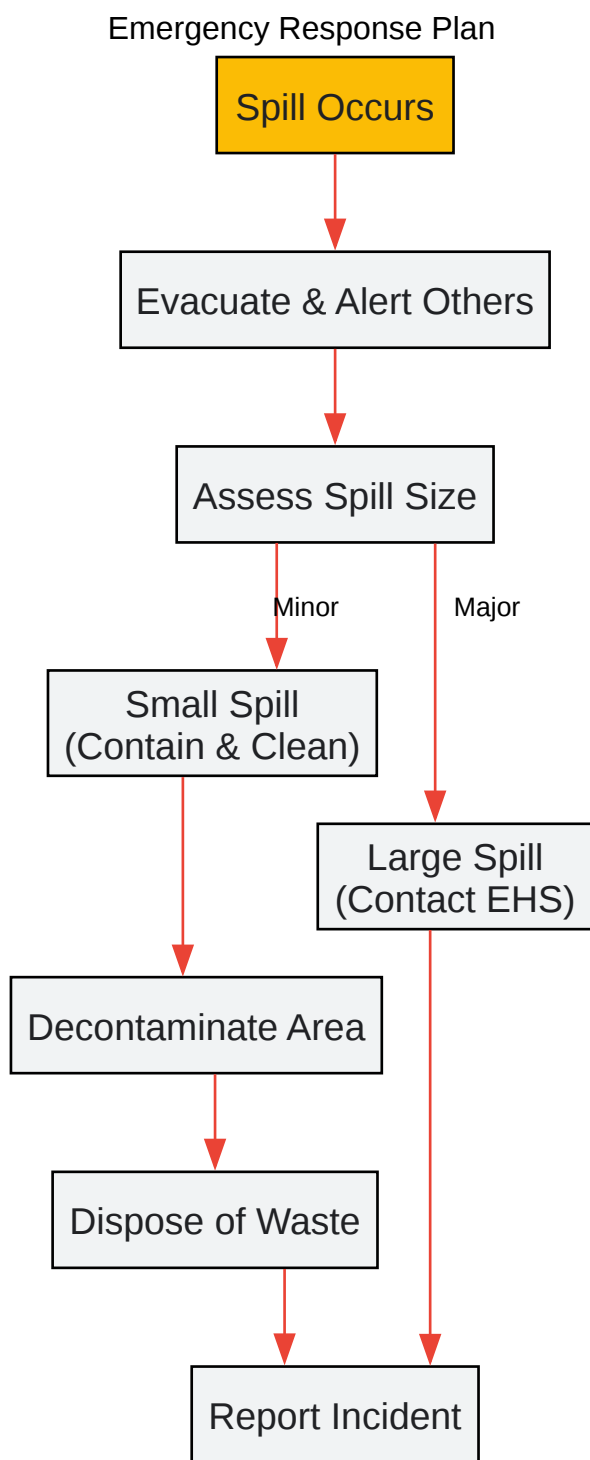 Emergency Response Plan
Spill Occurs
Evacuate & Alert Others
Assess Spill Size
Minor
Major
Small Spill
(Contain & Clean)
Large Spill
(Contact EHS)
Decontaminate Area
Dispose of Waste
Report Incident